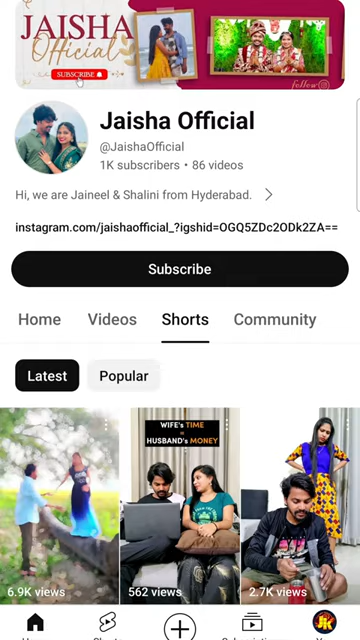 JAISHA
Official
SUBSCRIBE
follow
Jaisha Official
@JaishaOfficial
1K subscribers • 86 videos
Hi, we are Jaineel & Shalini from Hyderabad.
instagram.com/jaishaofficial_?igshid=OGQ5ZDc2ODk2ZA==
Subscribe
Home Videos Shorts Community
Latest Popular
WIFE's TIME
=
HUSBAND's MONEY
6.9K views 562 views 2.7K views
JK